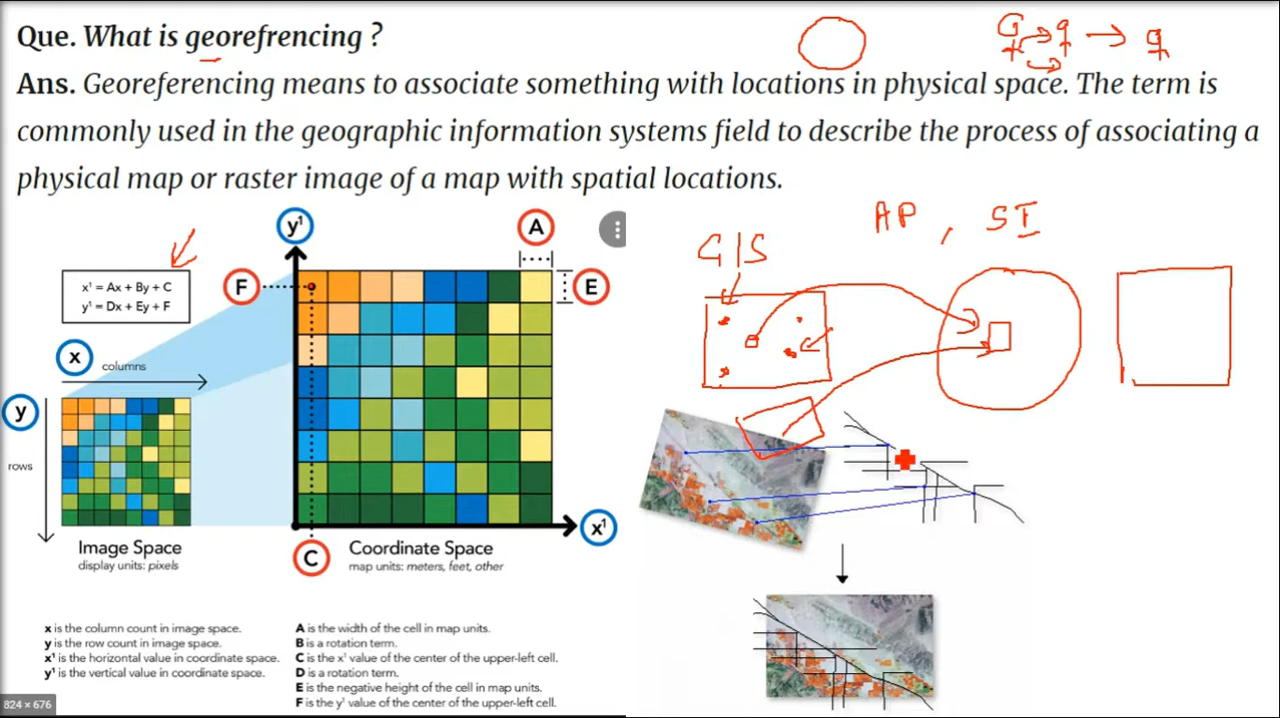 Que. What is georefrencing ?
Ans. Georeferencing means to associate something with locations in physical space. The term is
commonly used in the geographic information systems field to describe the process of associating a
physical map or raster image of a map with spatial locations.
AP , SI
GIS
y¹
A
F
E
x¹ = Ax + By + C
y¹ = Dx + Ey + F
x
columns
y
rows
x¹
C
Image Space
display units: pixels
Coordinate Space
map units: meters, feet, other
x is the column count in image space.
y is the row count in image space.
x¹ is the horizontal value in coordinate space.
y¹ is the vertical value in coordinate space.
A is the width of the cell in map units.
B is a rotation term.
C is the x¹ value of the center of the upper-left cell.
D is a rotation term.
E is the negative height of the cell in map units.
F is the y¹ value of the center of the upper-left cell.
824 × 676